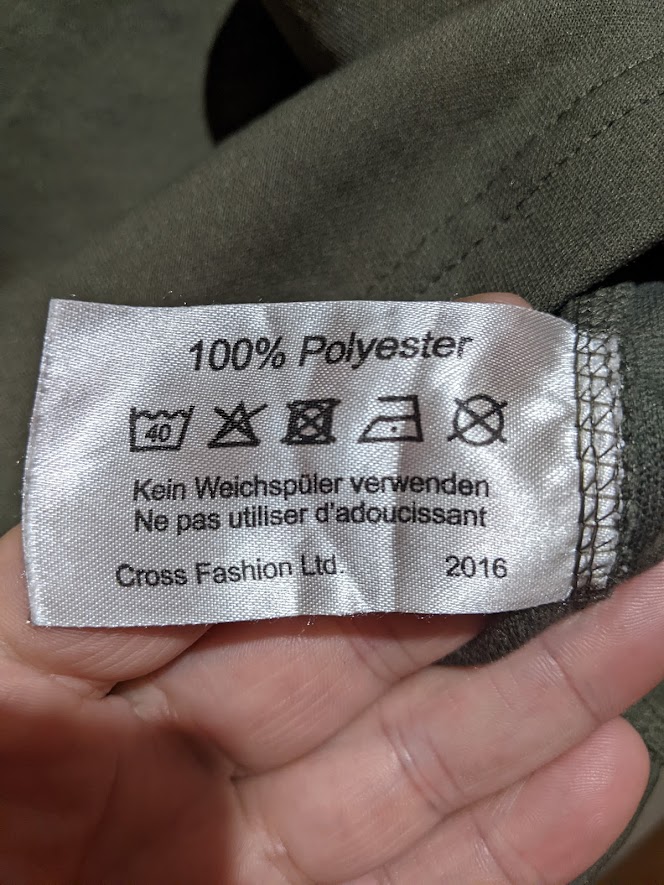 100% Polyester
40
Kein Weichspüler verwenden
Ne pas utiliser d'adoucissant
Cross Fashion Ltd. 2016